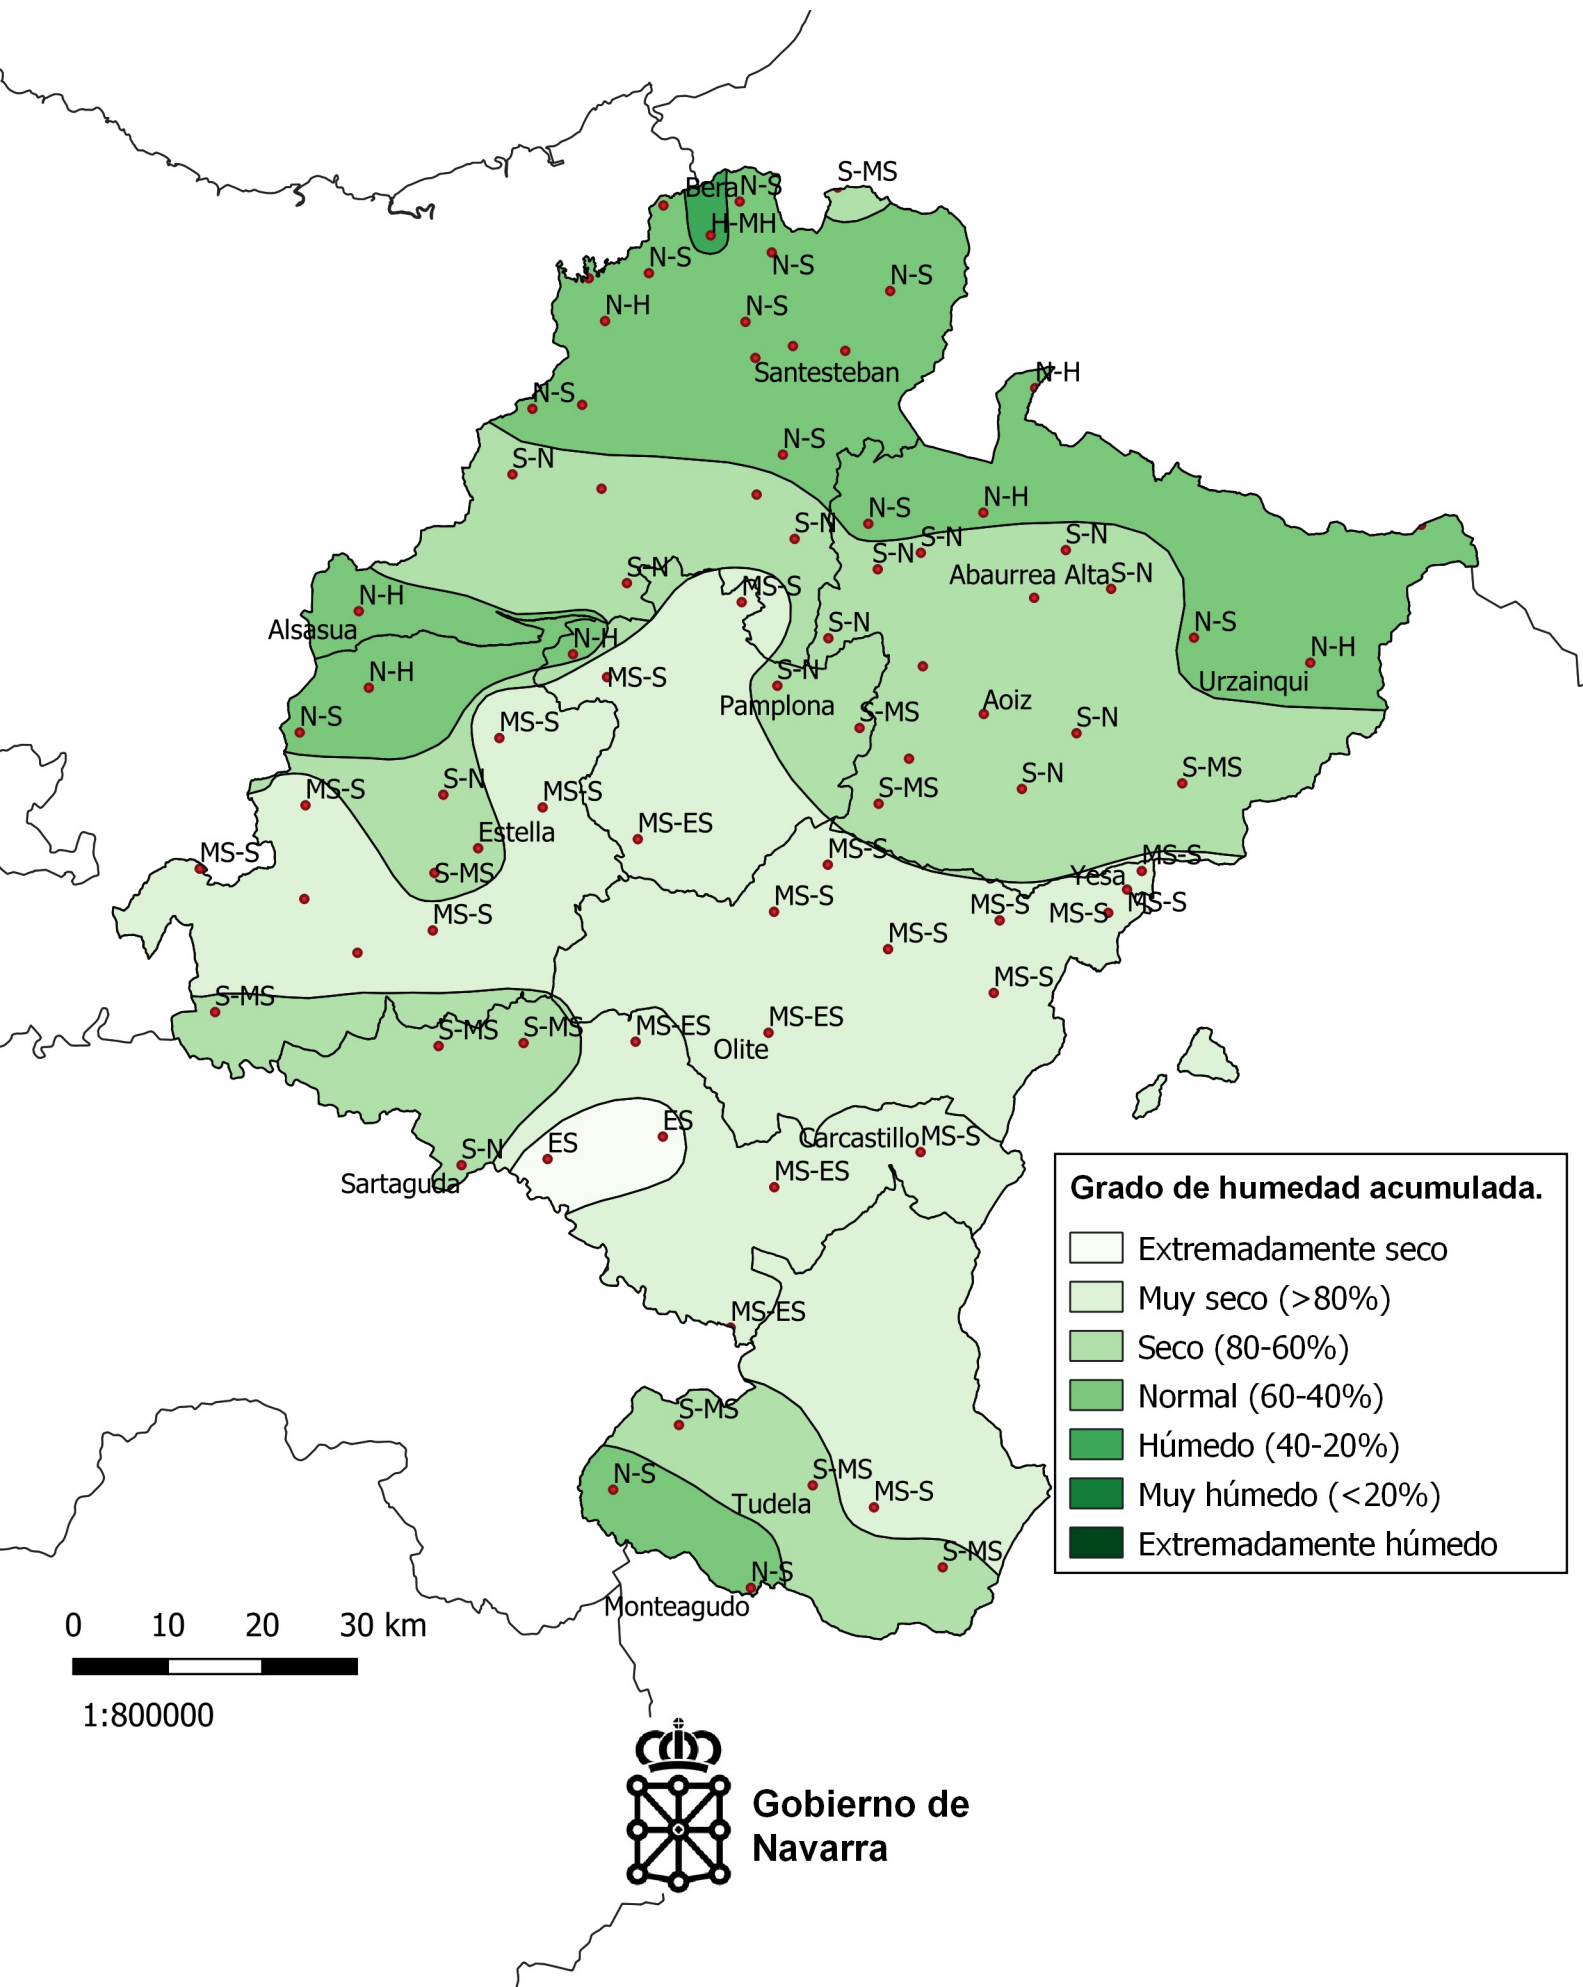 S-MS
Bera
N-S
H-MH
N-S
N-S
N-S
N-H
N-S
Santesteban
N-H
N-S
N-S
S-N
N-H
N-S
S-N
S-N
S-N
S-N
S-N
Abaurrea Alta
S-N
MS-S
N-H
Alsasua
S-N
N-S
N-H
N-H
N-H
MS-S
S-N
Urzainqui
Pamplona
Aoiz
S-MS
S-N
N-S
MS-S
S-N
S-MS
S-N
MS-S
S-MS
MS-S
MS-ES
Estella
MS-S
MS-S
MS-S
S-MS
Yesa
MS-S
MS-S
MS-S
MS-S
MS-S
MS-S
MS-S
S-MS
S-MS
S-MS
MS-ES
MS-ES
Olite
ES
ES
Carcastillo
MS-S
S-N
Sartaguda
MS-ES
MS-ES
Grado de humedad acumulada.
Extremadamente seco
Muy seco (>80%)
Seco (80-60%)
Normal (60-40%)
Húmedo (40-20%)
Muy húmedo (<20%)
Extremadamente húmedo
S-MS
N-S
S-MS
MS-S
Tudela
S-MS
N-S
Monteagudo
0 10 20 30 km
1:800000
Gobierno de
Navarra